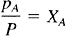 p_A / P = X_A